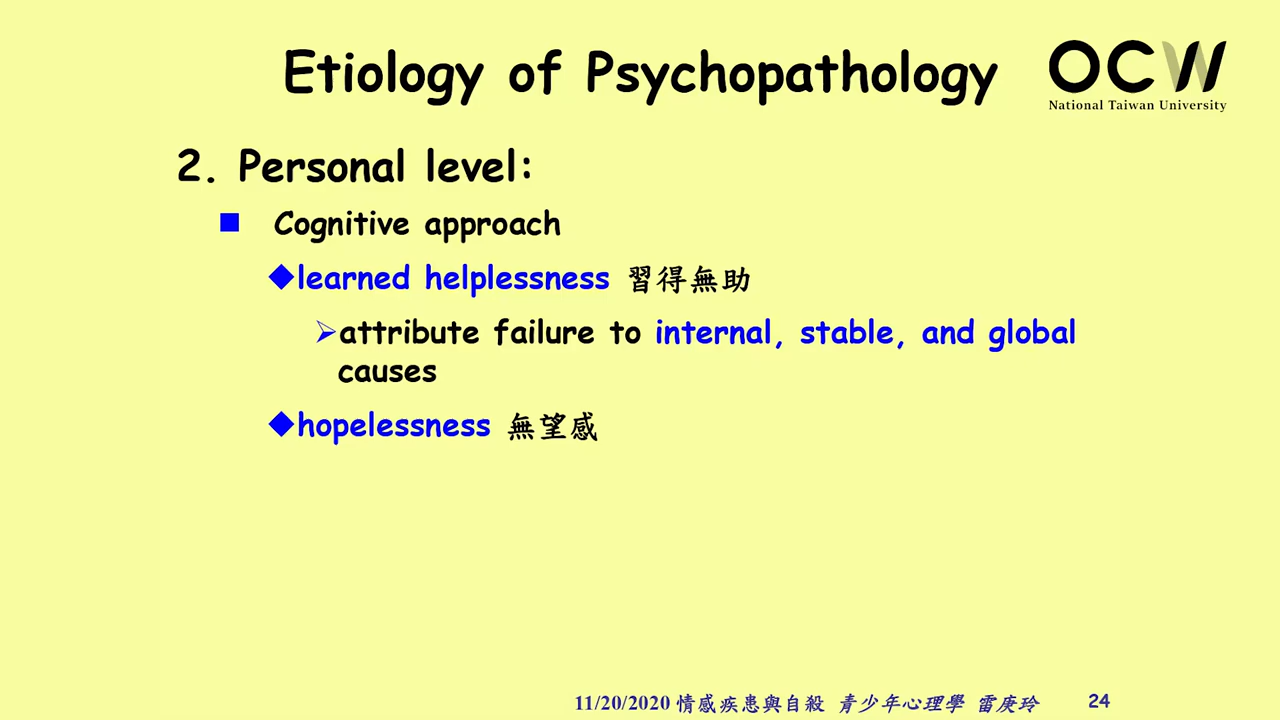 Etiology of Psychopathology
OCW
National Taiwan University
2. Personal level:
Cognitive approach
learned helplessness 習得無助
attribute failure to internal, stable, and global
causes
hopelessness 無望感
11/20/2020 情感疾患與自殺 青少年心理學 雷庚玲 24